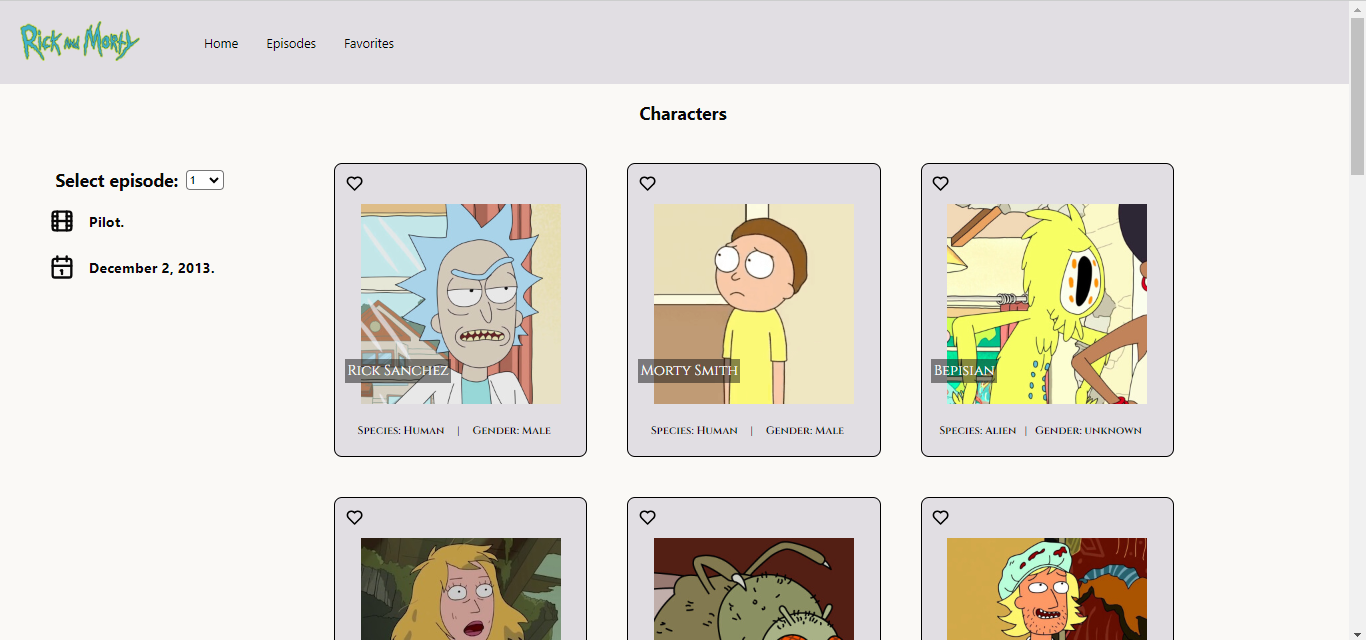 Rick and Morty
Home
Episodes
Favorites
Characters
Select episode: 1
Pilot.
December 2, 2013.
Rick Sanchez
Species: Human | Gender: Male
Morty Smith
Species: Human | Gender: Male
Bepisian
Species: Alien | Gender: unknown